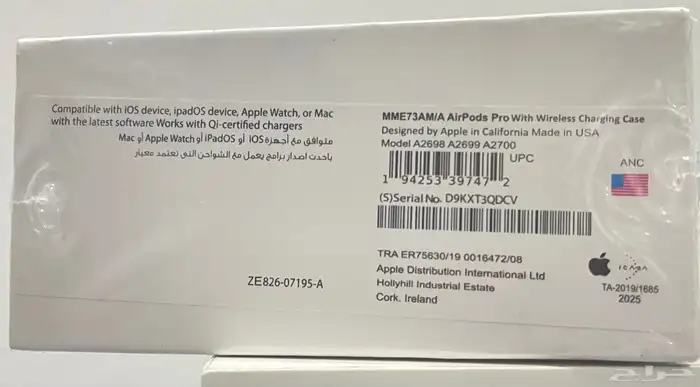 Compatible with iOS device, ipadOS device, Apple Watch, or Mac
with the latest software Works with Qi-certified chargers
متوافق مع أجهزة iOS أو iPadOS أو Apple Watch أو Mac
باحدث اصدار برامج يعمل مع الشواحن التي تعتمد معيار
ZE826-07195-A
MME73AM/A AirPods Pro With Wireless Charging Case
Designed by Apple in California Made in USA
Model A2698 A2699 A2700
UPC
1 94253 39747 2
(S)Serial No. D9KXT3QDCV
ANC
TRA ER75630/19 0016472/08
Apple Distribution International Ltd
Hollyhill Industrial Estate
Cork. Ireland
TA-2019/1685
2025
حراج